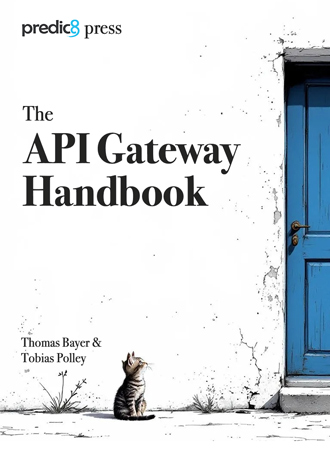 predic8 press
The
API Gateway
Handbook
Thomas Bayer &
Tobias Polley